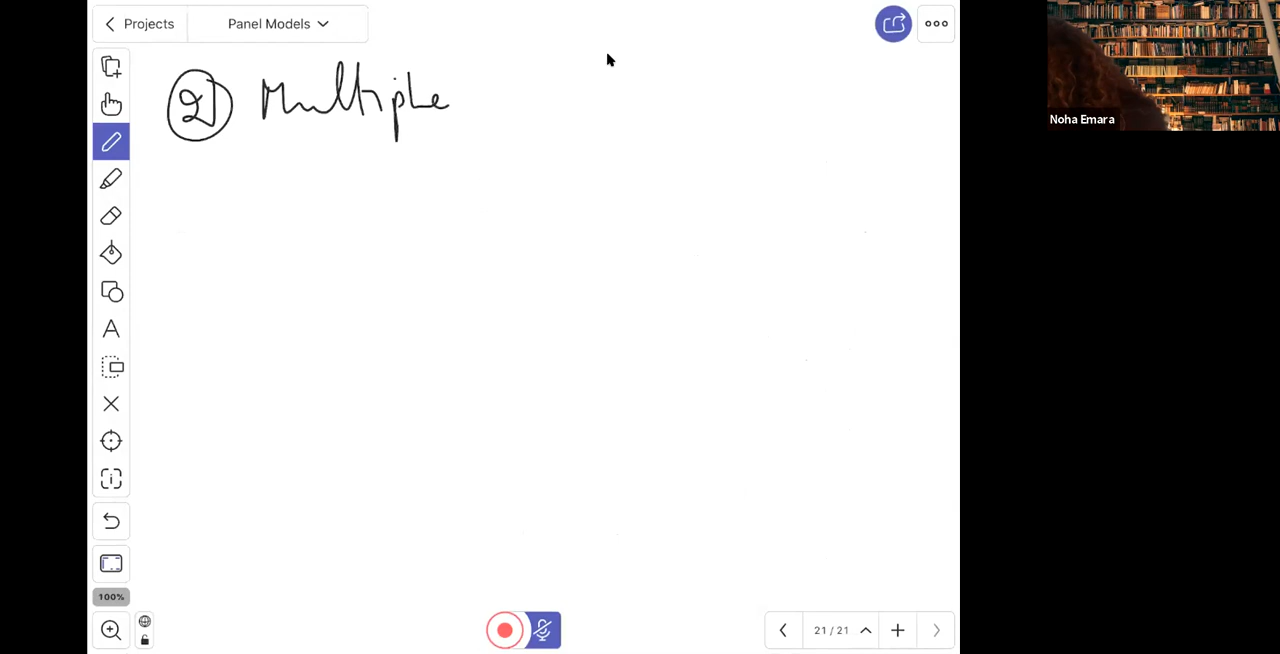 Projects
Panel Models
Noha Emara
2) Multiple
A
100%
21 / 21